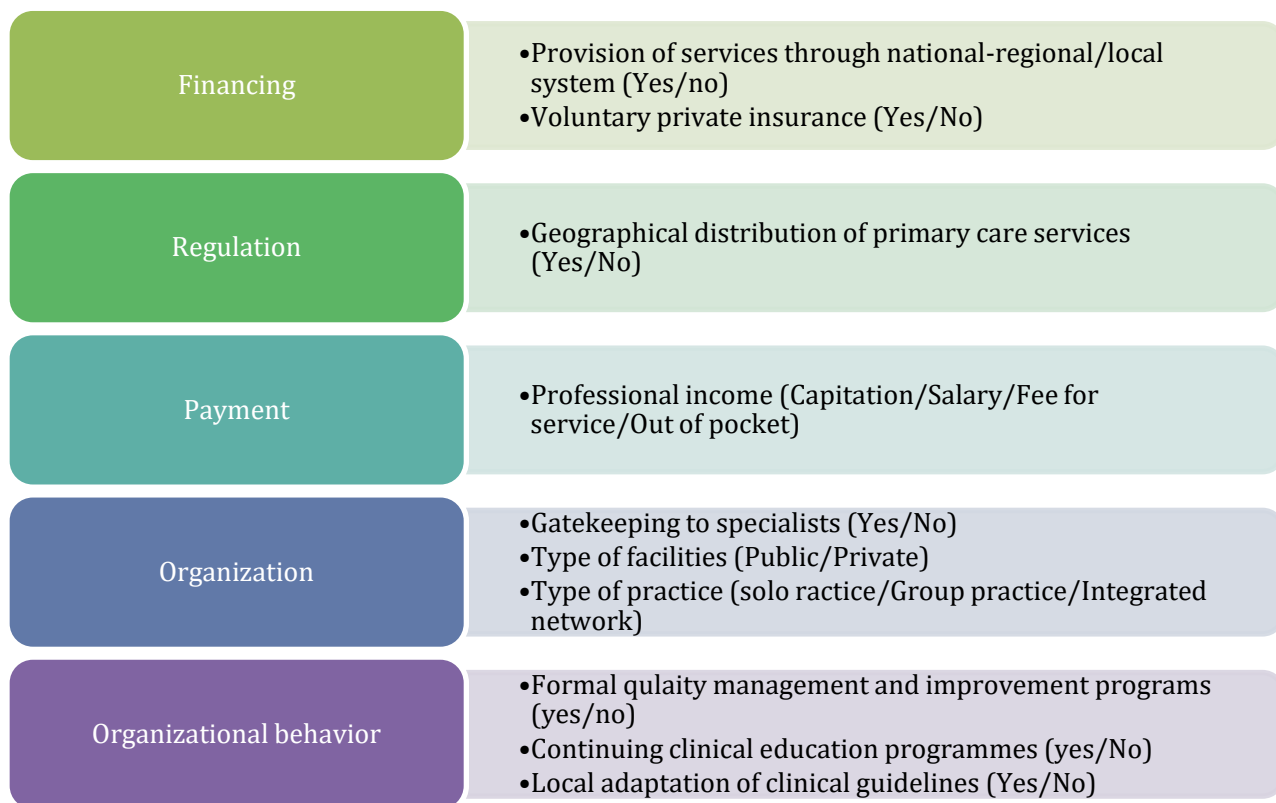 Financing
•Provision of services through national-regional/local
system (Yes/no)
•Voluntary private insurance (Yes/No)
Regulation
•Geographical distribution of primary care services
(Yes/No)
Payment
•Professional income (Capitation/Salary/Fee for
service/Out of pocket)
Organization
•Gatekeeping to specialists (Yes/No)
•Type of facilities (Public/Private)
•Type of practice (solo ractice/Group practice/Integrated
network)
Organizational behavior
•Formal qulaity management and improvement programs
(yes/no)
•Continuing clinical education programmes (yes/No)
•Local adaptation of clinical guidelines (Yes/No)